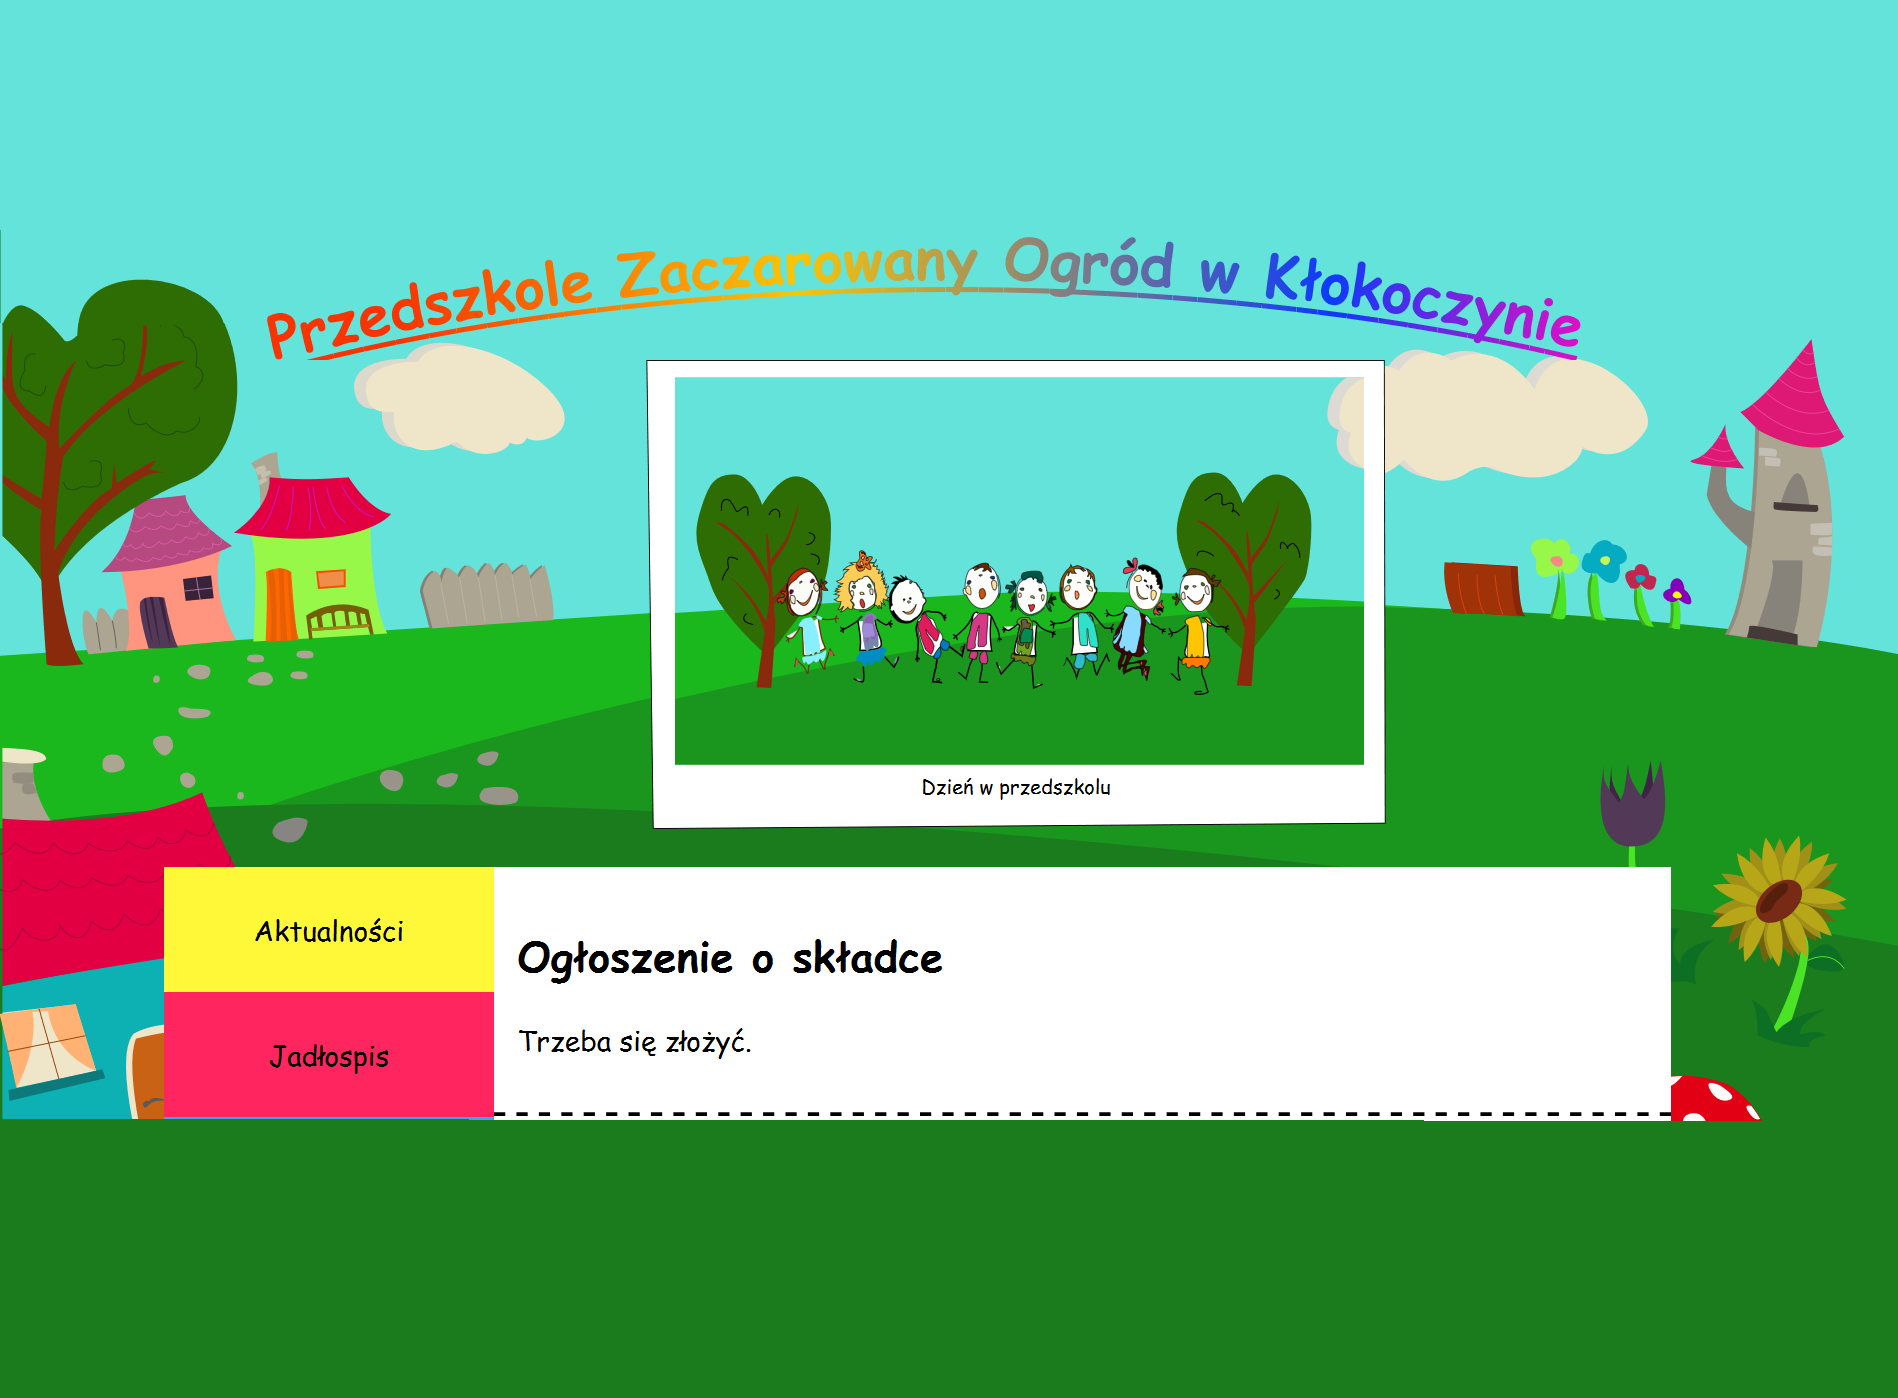 Przedszkole Zaczarowany Ogród w Kłokoczynie
Dzień w przedszkolu
Aktualności
Jadłospis
Ogłoszenie o składce
Trzeba się złożyć.